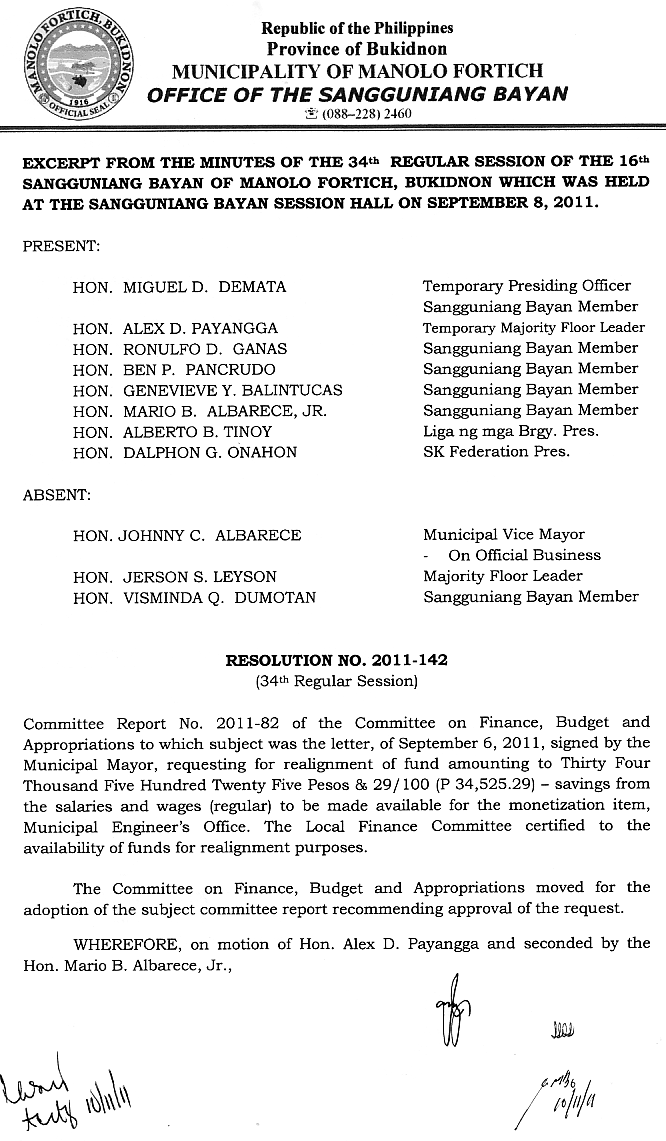 MANOLO FORTICH, BUKIDNON
1916
OFFICIAL SEAL
Republic of the Philippines
Province of Bukidnon
MUNICIPALITY OF MANOLO FORTICH
OFFICE OF THE SANGGUNIANG BAYAN
☏ (088–228) 2460
EXCERPT FROM THE MINUTES OF THE 34th REGULAR SESSION OF THE 16th
SANGGUNIANG BAYAN OF MANOLO FORTICH, BUKIDNON WHICH WAS HELD
AT THE SANGGUNIANG BAYAN SESSION HALL ON SEPTEMBER 8, 2011.
PRESENT:
HON. MIGUEL D. DEMATA Temporary Presiding Officer
Sangguniang Bayan Member
HON. ALEX D. PAYANGGA Temporary Majority Floor Leader
HON. RONULFO D. GANAS Sangguniang Bayan Member
HON. BEN P. PANCRUDO Sangguniang Bayan Member
HON. GENEVIEVE Y. BALINTUCAS Sangguniang Bayan Member
HON. MARIO B. ALBARECE, JR. Sangguniang Bayan Member
HON. ALBERTO B. TINOY Liga ng mga Brgy. Pres.
HON. DALPHON G. ONAHON SK Federation Pres.
ABSENT:
HON. JOHNNY C. ALBARECE Municipal Vice Mayor
- On Official Business
HON. JERSON S. LEYSON Majority Floor Leader
HON. VISMINDA Q. DUMOTAN Sangguniang Bayan Member
RESOLUTION NO. 2011-142
(34th Regular Session)
Committee Report No. 2011-82 of the Committee on Finance, Budget and
Appropriations to which subject was the letter, of September 6, 2011, signed by the
Municipal Mayor, requesting for realignment of fund amounting to Thirty Four
Thousand Five Hundred Twenty Five Pesos & 29/100 (P 34,525.29) – savings from
the salaries and wages (regular) to be made available for the monetization item,
Municipal Engineer's Office. The Local Finance Committee certified to the
availability of funds for realignment purposes.
The Committee on Finance, Budget and Appropriations moved for the
adoption of the subject committee report recommending approval of the request.
WHEREFORE, on motion of Hon. Alex D. Payangga and seconded by the
Hon. Mario B. Albarece, Jr.,
10/11/11
10/11/11